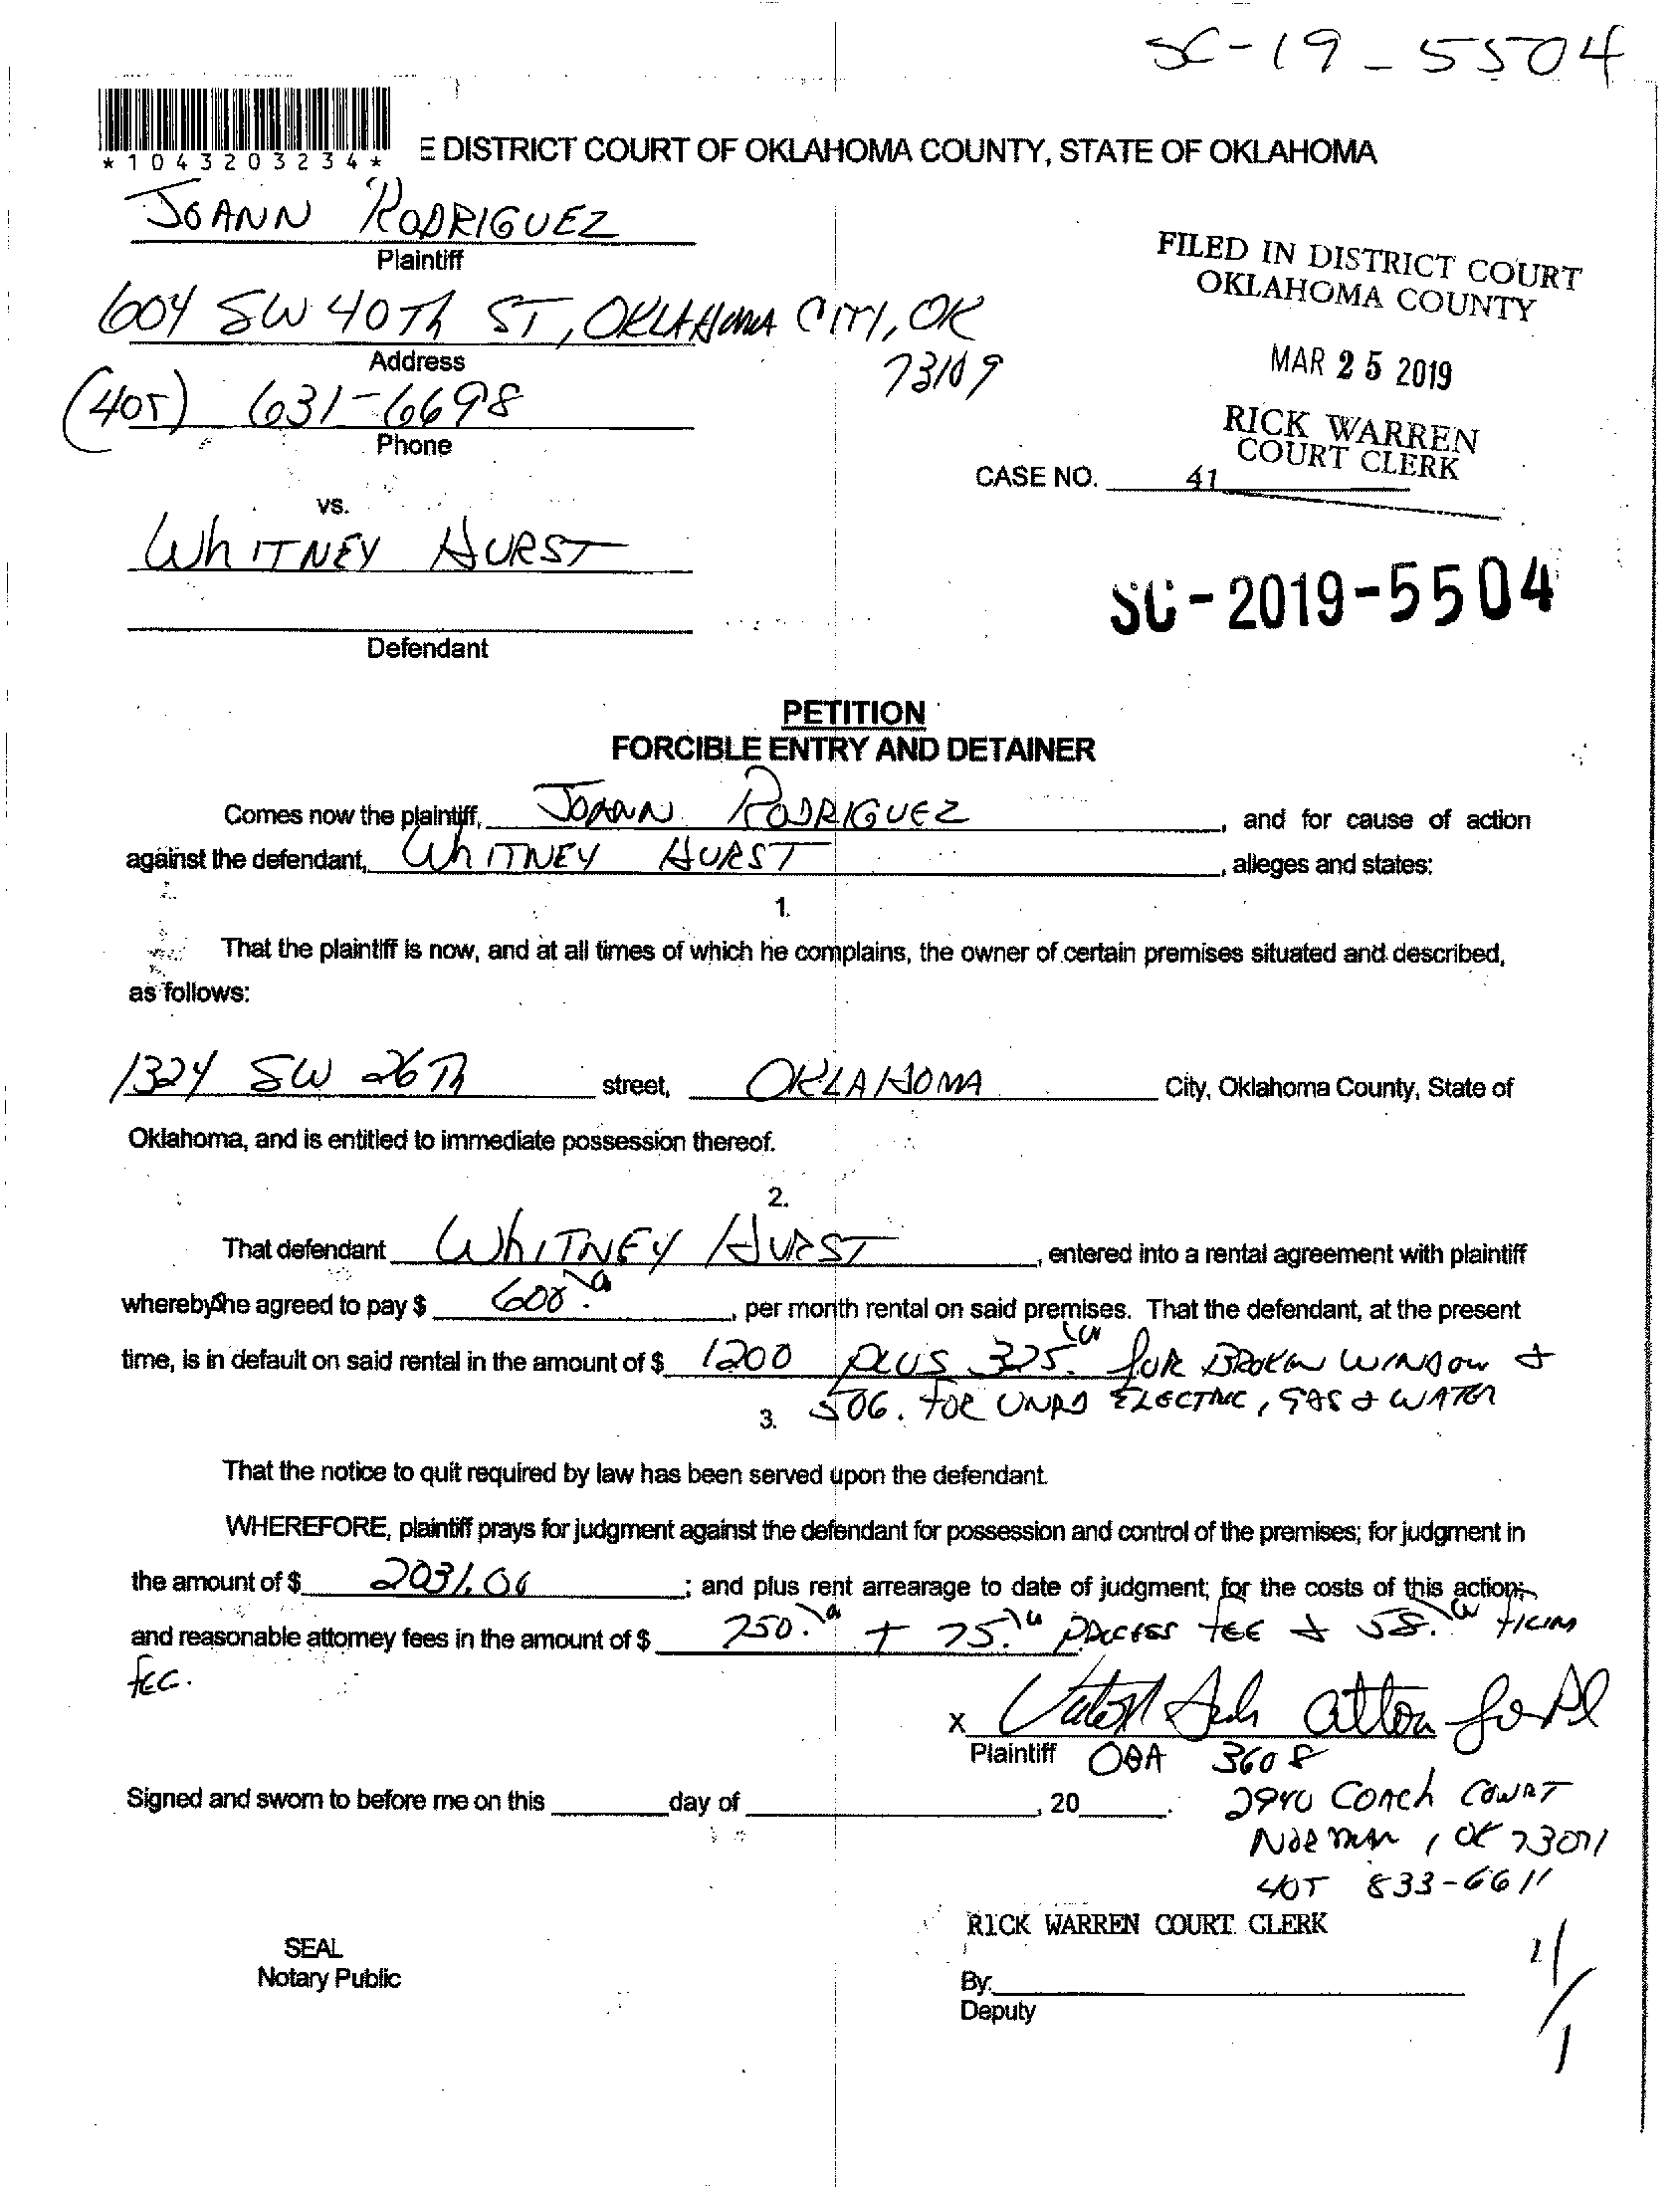 SC-19-5504
*1043203234*
E DISTRICT COURT OF OKLAHOMA COUNTY, STATE OF OKLAHOMA
JOANN RODRIGUEZ
Plaintiff
FILED IN DISTRICT COURT
OKLAHOMA COUNTY
604 SW 40Th ST, OKLAHOMA CITY, OK
73109
Address
MAR 25 2019
(405) 631-6698
Phone
RICK WARREN
COURT CLERK
CASE NO. 41
vs.
WhITNEY HURST
SC-2019-5504
Defendant
PETITION
FORCIBLE ENTRY AND DETAINER
Comes now the plaintiff, JOANN RODRIGUEZ, and for cause of action
against the defendant, WhITNEY HURST, alleges and states:
1.
That the plaintiff is now, and at all times of which he complains, the owner of certain premises situated and described,
as follows:
1324 SW 26Th street, OKLAHOMA City, Oklahoma County, State of
Oklahoma, and is entitled to immediate possession thereof.
2.
That defendant WhITNEY HURST, entered into a rental agreement with plaintiff
whereby she agreed to pay $ 600. , per month rental on said premises. That the defendant, at the present
time, is in default on said rental in the amount of $ 1200 PLUS 325. FOR BROKEN WINDOW &
506. FOR UNPD ELECTRIC, GAS & WATER
3.
That the notice to quit required by law has been served upon the defendant.
WHEREFORE, plaintiff prays for judgment against the defendant for possession and control of the premises; for judgment in
the amount of $ 2031.00 ; and plus rent arrearage to date of judgment; for the costs of this action;
and reasonable attorney fees in the amount of $ 750. + 75. PROCESS FEE & 58. FILING
FEE.
X atton for Pl
Plaintiff OBA 3608
Signed and sworn to before me on this day of , 20 .
2940 COACh COURT
NORMAN, OK 73071
405 833-6611
RICK WARREN COURT CLERK
SEAL
Notary Public
By:
Deputy